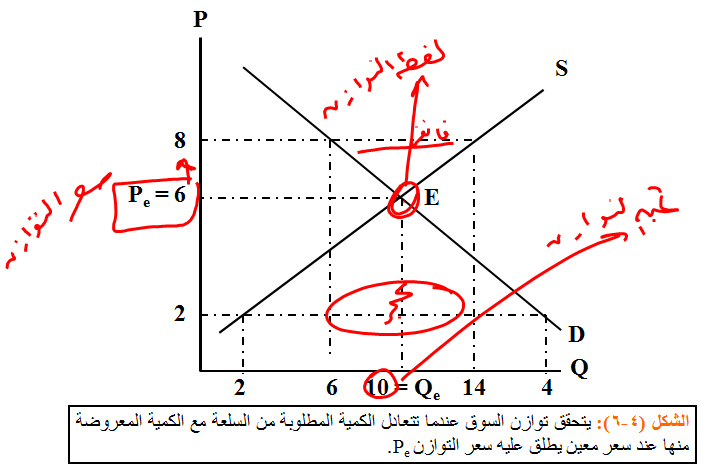 P
S
نقطة التوازن
فائض
8
سعر التوازن
Pe = 6
E
كمية التوازن
2
D
Q
2 6 10 = Qe 14 4
الشكل (٤-٦): يتحقق توازن السوق عندما تتعادل الكمية المطلوبة من السلعة مع الكمية المعروضة
منها عند سعر معين يطلق عليه سعر التوازن Pe.